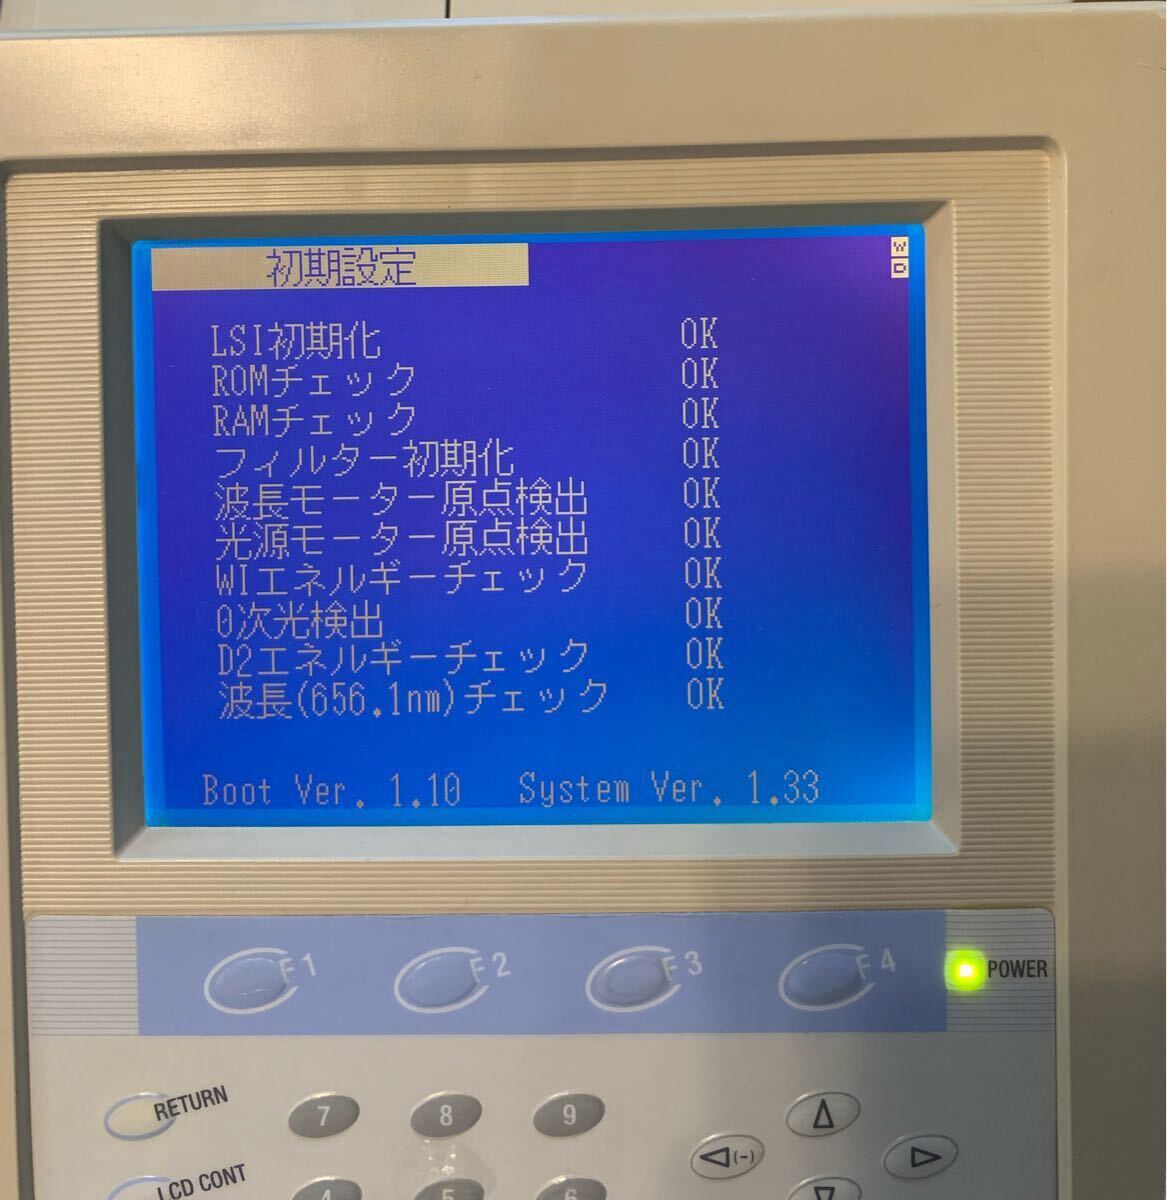 初期設定
W
D
LSI初期化 OK
ROMチェック OK
RAMチェック OK
フィルター初期化 OK
波長モーター原点検出 OK
光源モーター原点検出 OK
WIエネルギーチェック OK
0次光検出 OK
D2エネルギーチェック OK
波長(656.1nm)チェック OK
Boot Ver. 1.10 System Ver. 1.33
F1 F2 F3 F4 POWER
RETURN 7 8 9 △
◁(-) ▷
LCD CONT 4 5 6 ▽